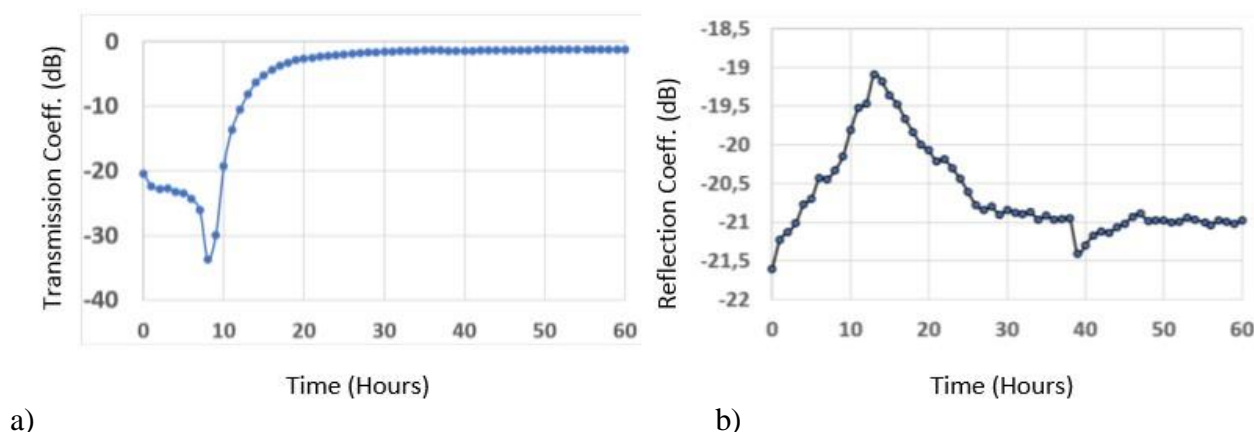 Transmission Coeff. (dB)
0
-10
-20
-30
-40
0 10 20 30 40 50 60
Time (Hours)
a)
Reflection Coeff. (dB)
-18,5
-19
-19,5
-20
-20,5
-21
-21,5
-22
0 10 20 30 40 50 60
Time (Hours)
b)